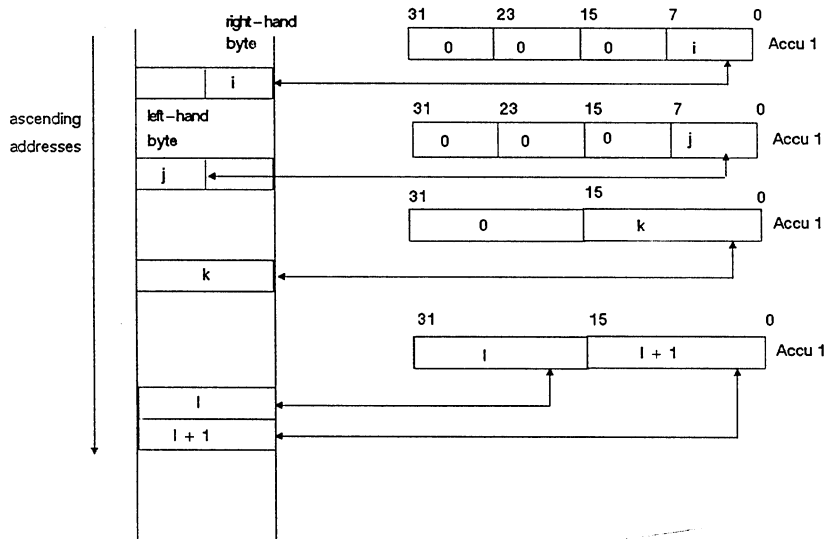 right-hand
byte
31 23 15 7 0
0 0 0 i Accu 1
i
ascending
addresses
left-hand
byte
31 23 15 7 0
0 0 0 j Accu 1
j
31 15 0
0 k Accu 1
k
31 15 0
l l + 1 Accu 1
l
l + 1